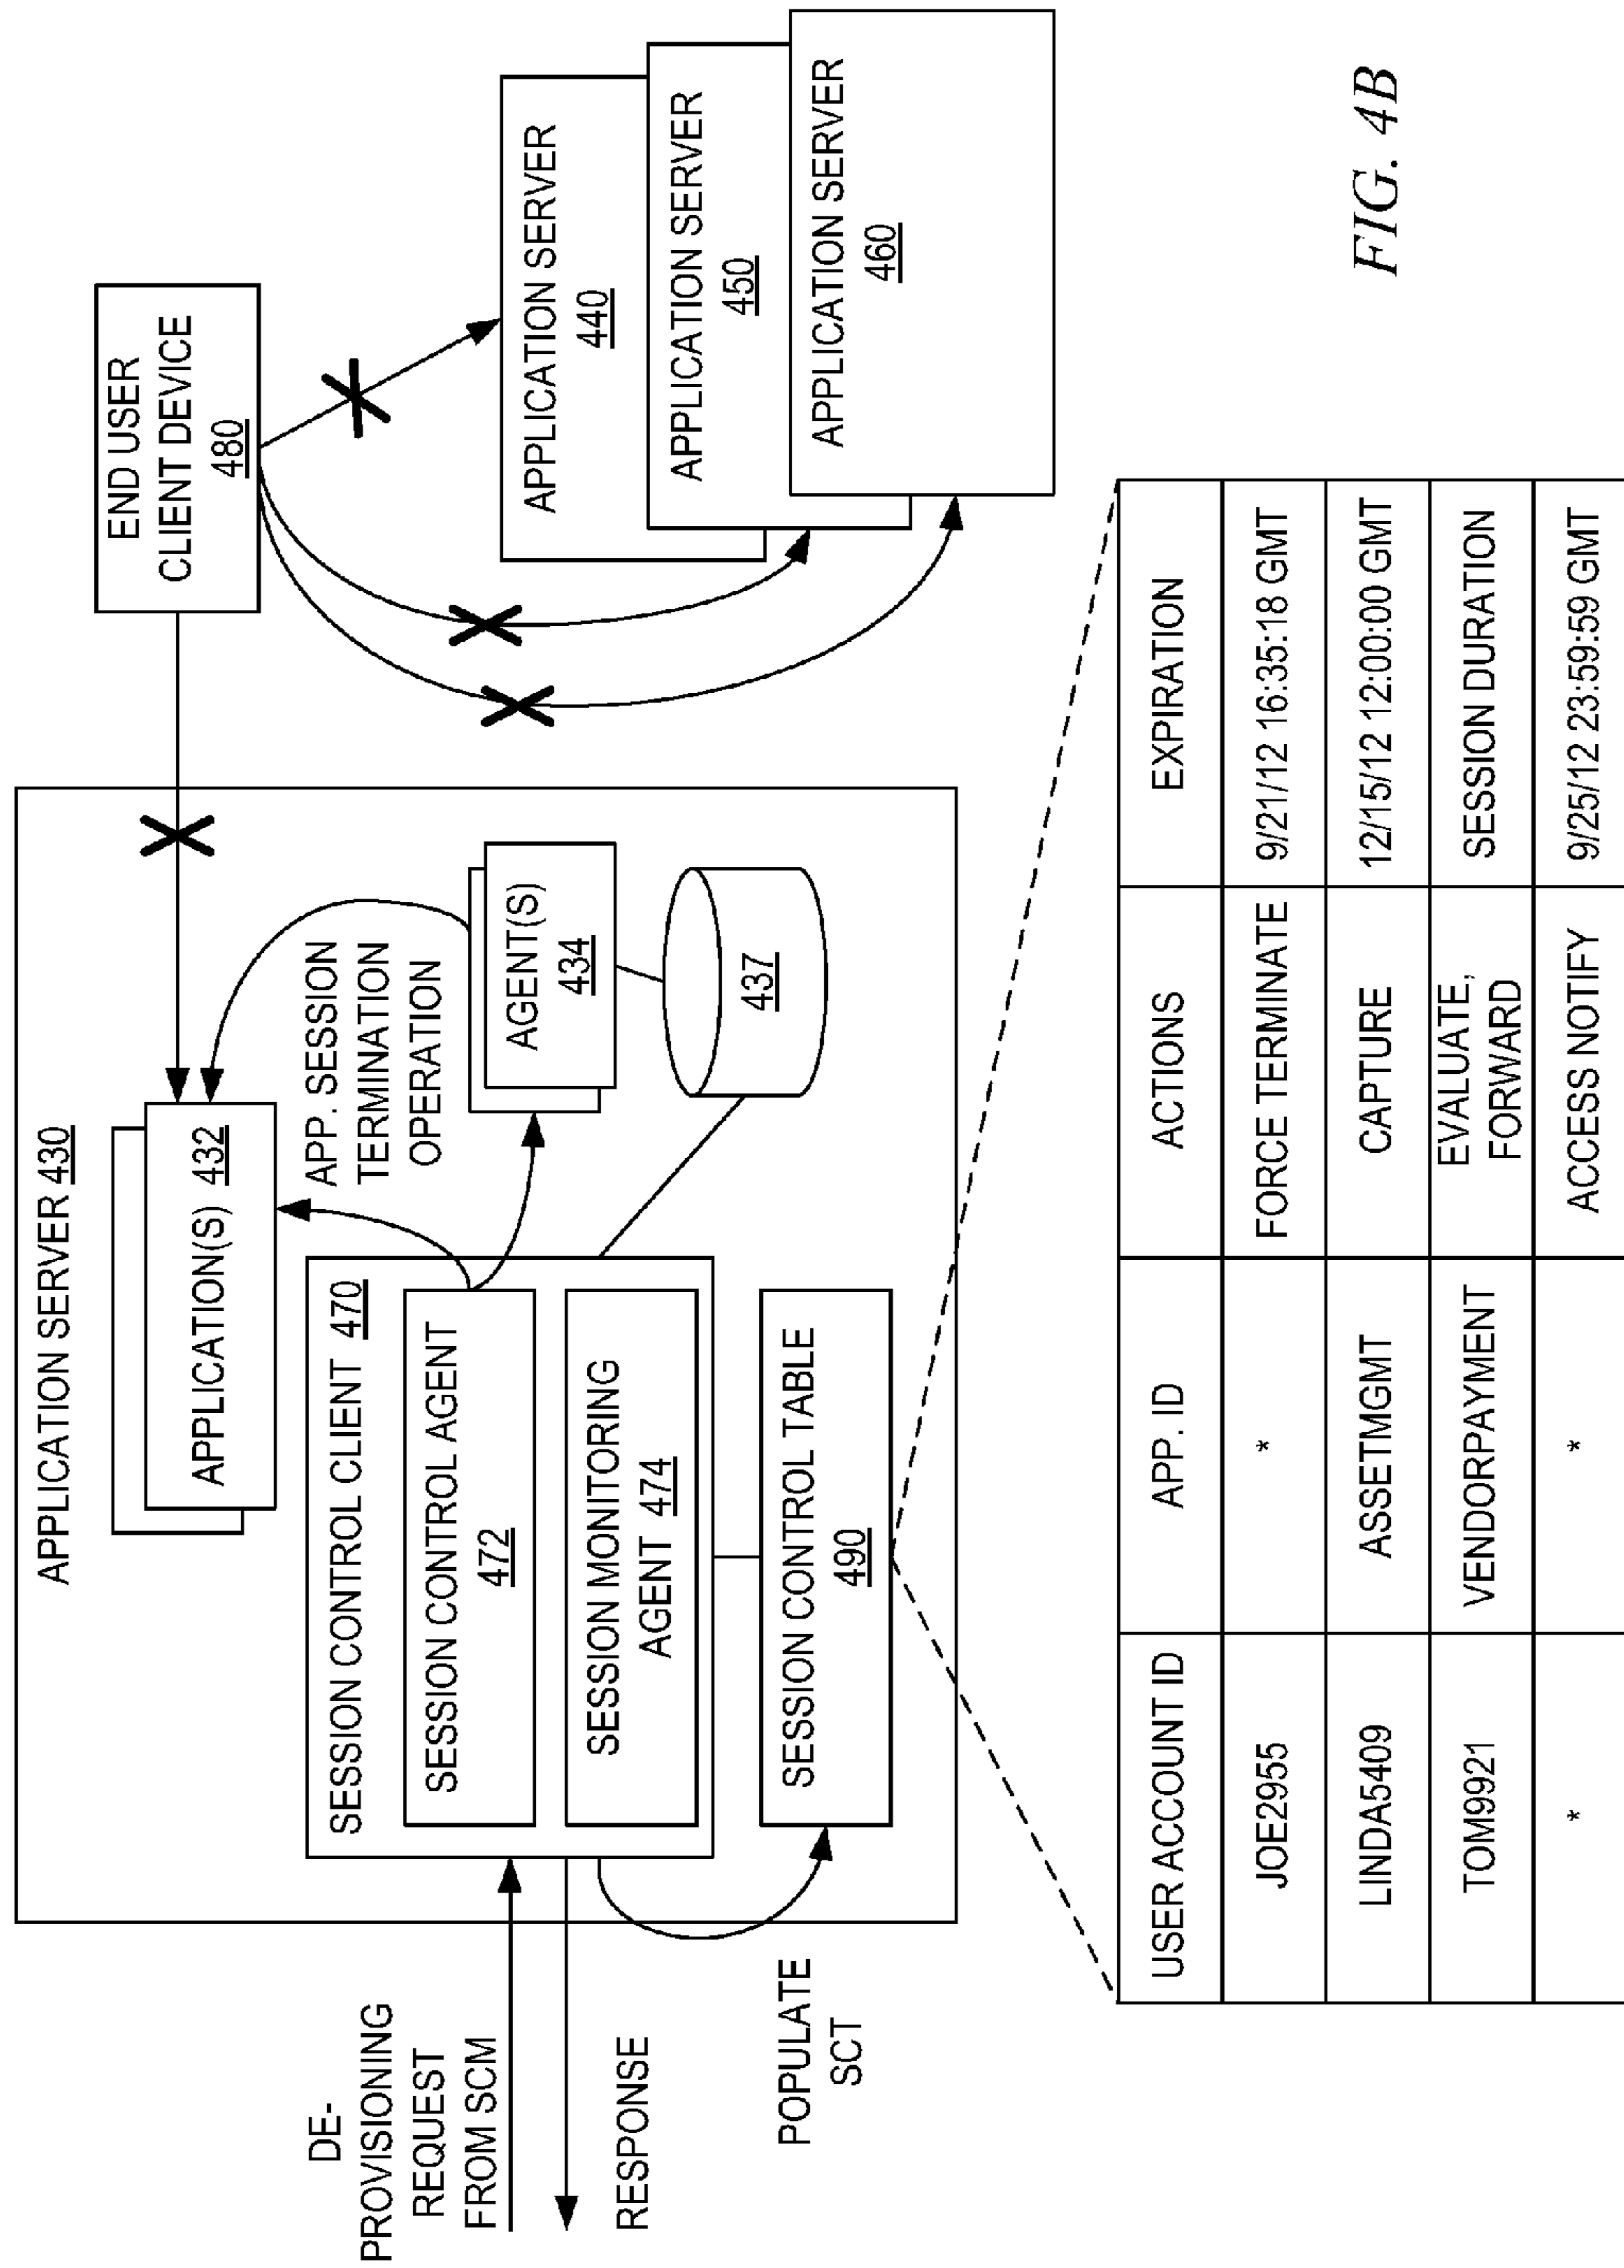 APPLICATION SERVER 430
APPLICATION(S) 432
SESSION CONTROL CLIENT 470
SESSION CONTROL AGENT
472
SESSION MONITORING
AGENT 474
SESSION CONTROL TABLE
490
APP. SESSION
TERMINATION
OPERATION
AGENT(S)
434
437
DE-
PROVISIONING
REQUEST
FROM SCM
RESPONSE
POPULATE
SCT
END USER
CLIENT DEVICE
480
APPLICATION SERVER
440
APPLICATION SERVER
450
APPLICATION SERVER
460
USER ACCOUNT ID APP. ID ACTIONS EXPIRATION
JOE2955 * FORCE TERMINATE 9/21/12 16:35:18 GMT
LINDA5409 ASSETMGMT CAPTURE 12/15/12 12:00:00 GMT
TOM9921 VENDORPAYMENT EVALUATE, FORWARD SESSION DURATION
* * ACCESS NOTIFY 9/25/12 23:59:59 GMT
FIG. 4B